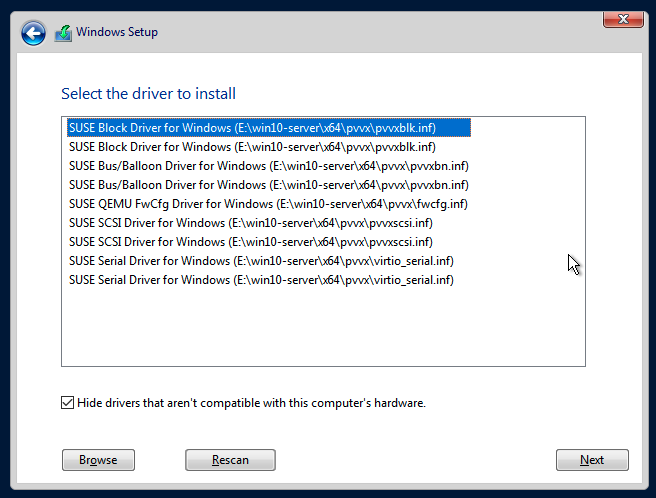 Windows Setup
Select the driver to install
SUSE Block Driver for Windows (E:\win10-server\x64\pvvx\pvvxblk.inf)
SUSE Block Driver for Windows (E:\win10-server\x64\pvvx\pvvxblk.inf)
SUSE Bus/Balloon Driver for Windows (E:\win10-server\x64\pvvx\pvvxbn.inf)
SUSE Bus/Balloon Driver for Windows (E:\win10-server\x64\pvvx\pvvxbn.inf)
SUSE QEMU FwCfg Driver for Windows (E:\win10-server\x64\pvvx\fwcfg.inf)
SUSE SCSI Driver for Windows (E:\win10-server\x64\pvvx\pvvxscsi.inf)
SUSE SCSI Driver for Windows (E:\win10-server\x64\pvvx\pvvxscsi.inf)
SUSE Serial Driver for Windows (E:\win10-server\x64\pvvx\virtio_serial.inf)
SUSE Serial Driver for Windows (E:\win10-server\x64\pvvx\virtio_serial.inf)
Hide drivers that aren't compatible with this computer's hardware.
Browse
Rescan
Next